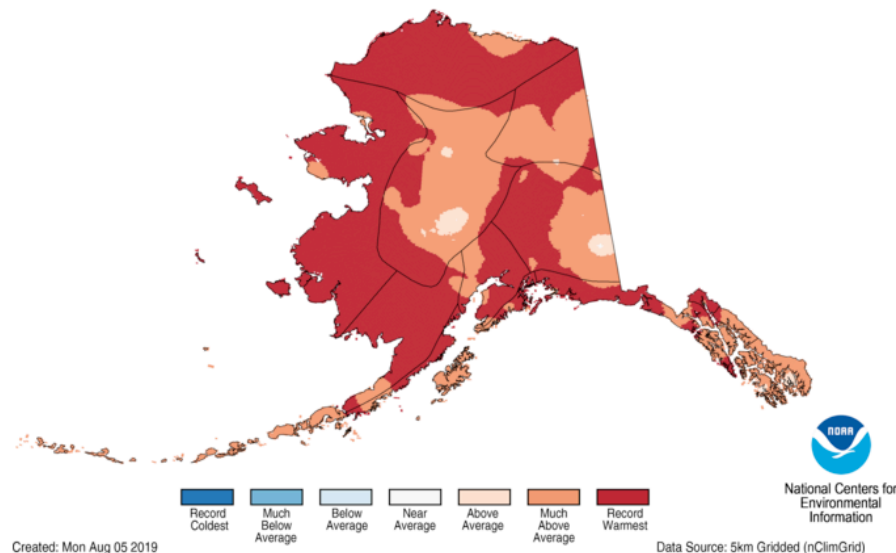 Record
Coldest
Much
Below
Average
Below
Average
Near
Average
Above
Average
Much
Above
Average
Record
Warmest
NOAA
National Centers for
Environmental
Information
Created: Mon Aug 05 2019
Data Source: 5km Gridded (nClimGrid)